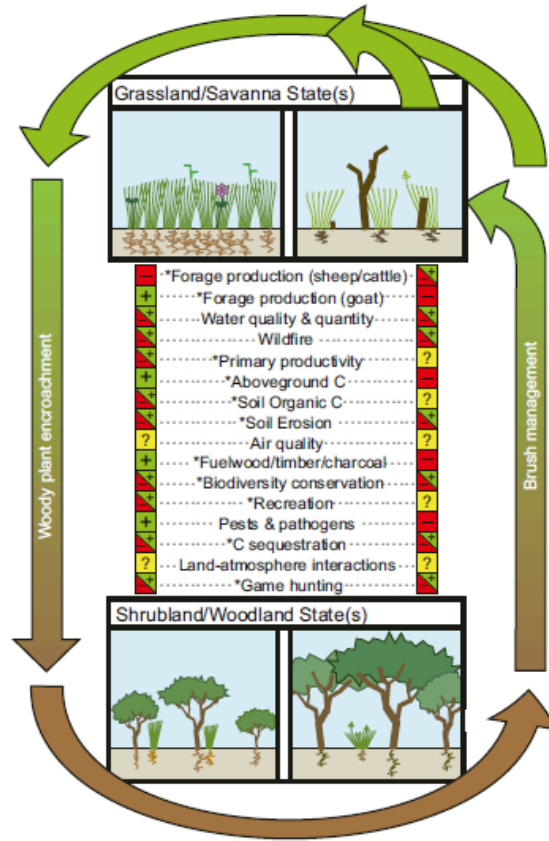 Grassland/Savanna State(s)
- *Forage production (sheep/cattle) - +
+ *Forage production (goat) -
- + Water quality & quantity - +
- + Wildfire - +
- + *Primary productivity ?
+ *Aboveground C -
- + *Soil Organic C ?
- + *Soil Erosion - +
? Air quality ?
+ *Fuelwood/timber/charcoal -
- + *Biodiversity conservation - +
- + *Recreation ?
+ Pests & pathogens -
- + *C sequestration - +
? Land-atmosphere interactions ?
- + *Game hunting - +
Shrubland/Woodland State(s)
Woody plant encroachment
Brush management